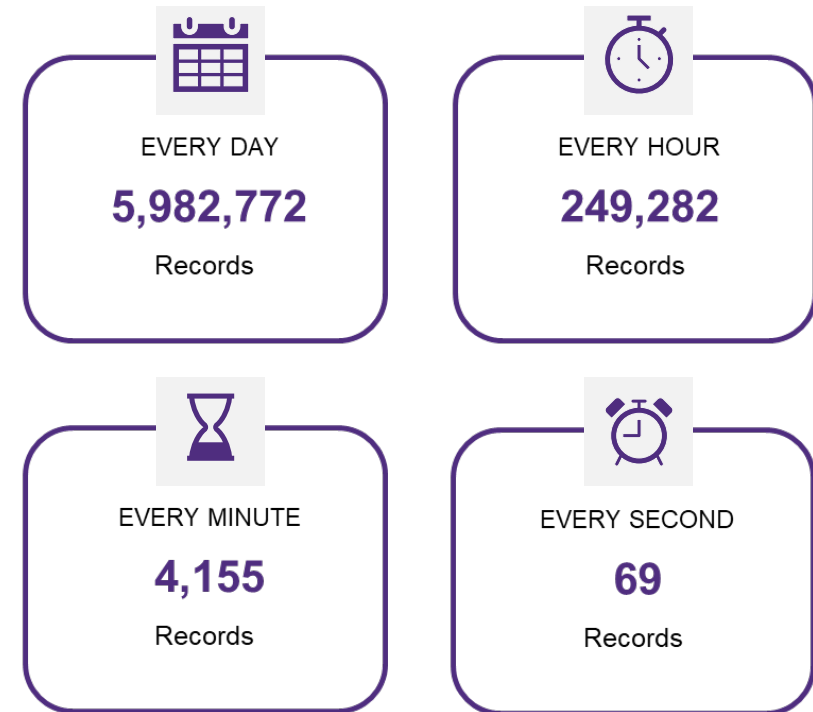 EVERY DAY
5,982,772
Records
EVERY HOUR
249,282
Records
EVERY MINUTE
4,155
Records
EVERY SECOND
69
Records